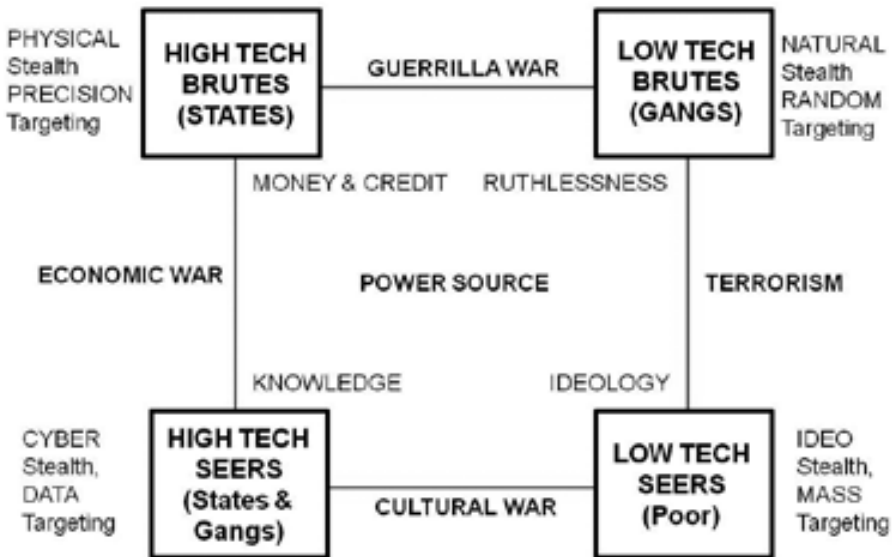 PHYSICAL
Stealth
PRECISION
Targeting
HIGH TECH
BRUTES
(STATES)
GUERRILLA WAR
LOW TECH
BRUTES
(GANGS)
NATURAL
Stealth
RANDOM
Targeting
MONEY & CREDIT
RUTHLESSNESS
ECONOMIC WAR
POWER SOURCE
TERRORISM
KNOWLEDGE
IDEOLOGY
CYBER
Stealth,
DATA
Targeting
HIGH TECH
SEERS
(States &
Gangs)
CULTURAL WAR
LOW TECH
SEERS
(Poor)
IDEO
Stealth,
MASS
Targeting